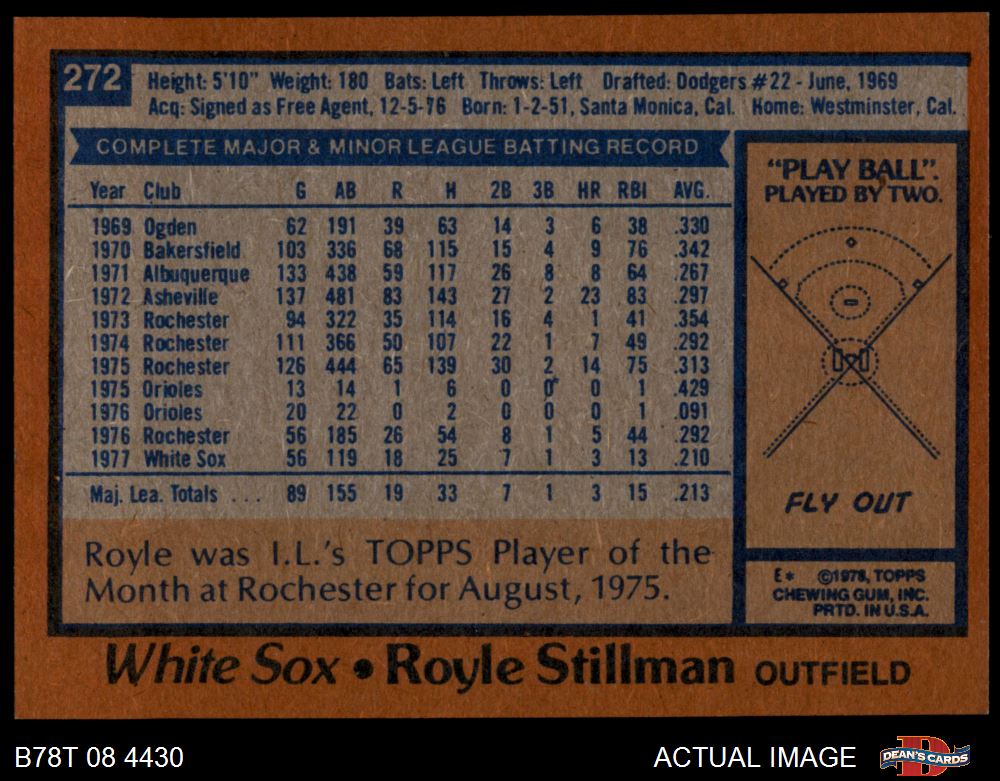 272
Height: 5'10" Weight: 180 Bats: Left Throws: Left Drafted: Dodgers #22 - June, 1969
Acq: Signed as Free Agent, 12-5-76 Born: 1-2-51, Santa Monica, Cal. Home: Westminster, Cal.
COMPLETE MAJOR & MINOR LEAGUE BATTING RECORD
Year Club G AB R H 2B 3B HR RBI AVG.
1969 Ogden 62 191 39 63 14 3 6 38 .330
1970 Bakersfield 103 336 68 115 15 4 9 76 .342
1971 Albuquerque 133 438 59 117 26 8 8 64 .267
1972 Asheville 137 481 83 143 27 2 23 83 .297
1973 Rochester 94 322 35 114 16 4 1 41 .354
1974 Rochester 111 366 50 107 22 1 7 49 .292
1975 Rochester 126 444 65 139 30 2 14 75 .313
1975 Orioles 13 14 1 6 0 0 0 1 .429
1976 Orioles 20 22 0 2 0 0 0 1 .091
1976 Rochester 56 185 26 54 8 1 5 44 .292
1977 White Sox 56 119 18 25 7 1 3 13 .210
Maj. Lea. Totals . . . 89 155 19 33 7 1 3 15 .213
Royle was I.L.'s TOPPS Player of the
Month at Rochester for August, 1975.
"PLAY BALL".
PLAYED BY TWO.
FLY OUT
E* ©1978, TOPPS
CHEWING GUM, INC.
PRTD. IN U.S.A.
White Sox • Royle Stillman OUTFIELD
B78T 08 4430
ACTUAL IMAGE
DEAN'S CARDS